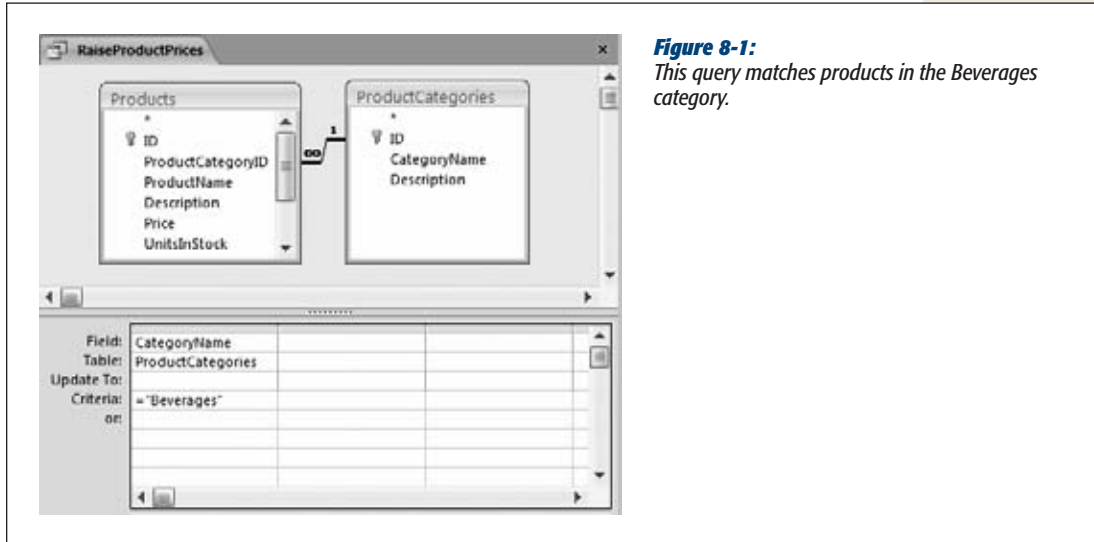 RaiseProductPrices
×
Products
*
ID
ProductCategoryID
ProductName
Description
Price
UnitsInStock
∞
1
ProductCategories
*
ID
CategoryName
Description
Field: CategoryName
Table: ProductCategories
Update To:
Criteria: ="Beverages"
or:
Figure 8-1:
This query matches products in the Beverages
category.